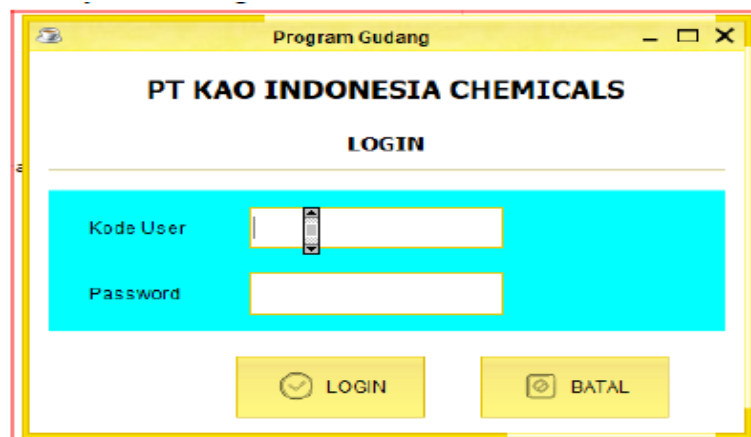 Program Gudang
PT KAO INDONESIA CHEMICALS
LOGIN
Kode User
Password
LOGIN
BATAL